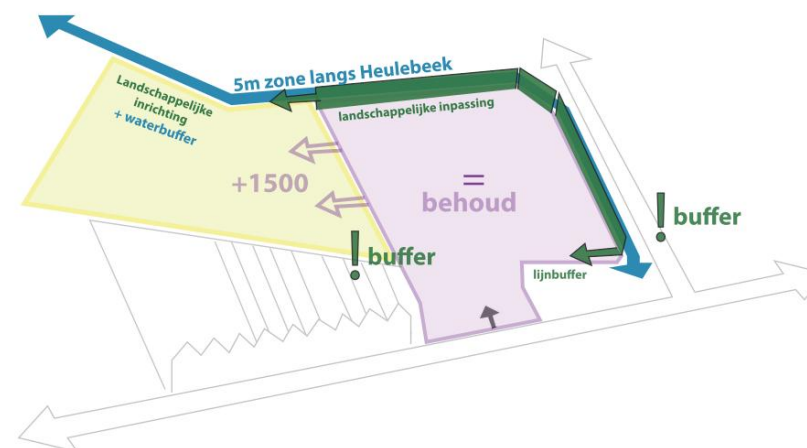 5m zone langs Heulebeek
Landschappelijke
inrichting
+ waterbuffer
landschappelijke inpassing
+1500
=
behoud
! buffer
! buffer
lijnbuffer